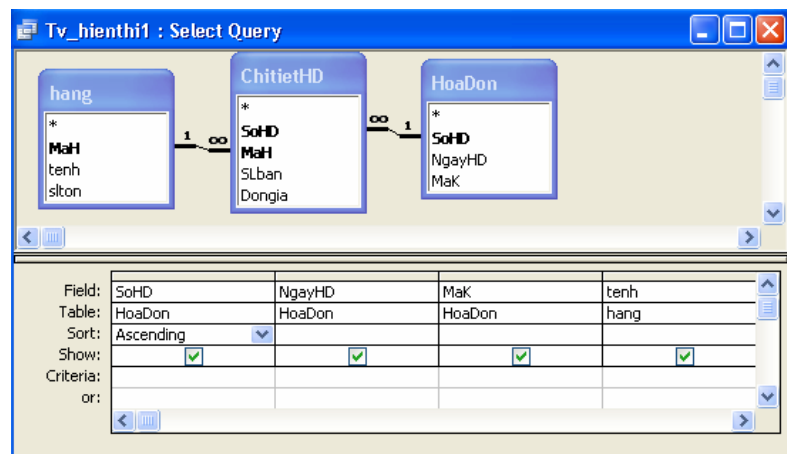 Tv_hienthi1 : Select Query
hang
*
MaH
tenh
slton
1 ∞
ChitietHD
*
SoHD
MaH
SLban
Dongia
∞ 1
HoaDon
*
SoHD
NgayHD
MaK
Field: SoHD NgayHD MaK tenh
Table: HoaDon HoaDon HoaDon hang
Sort: Ascending
Show:
Criteria:
or: